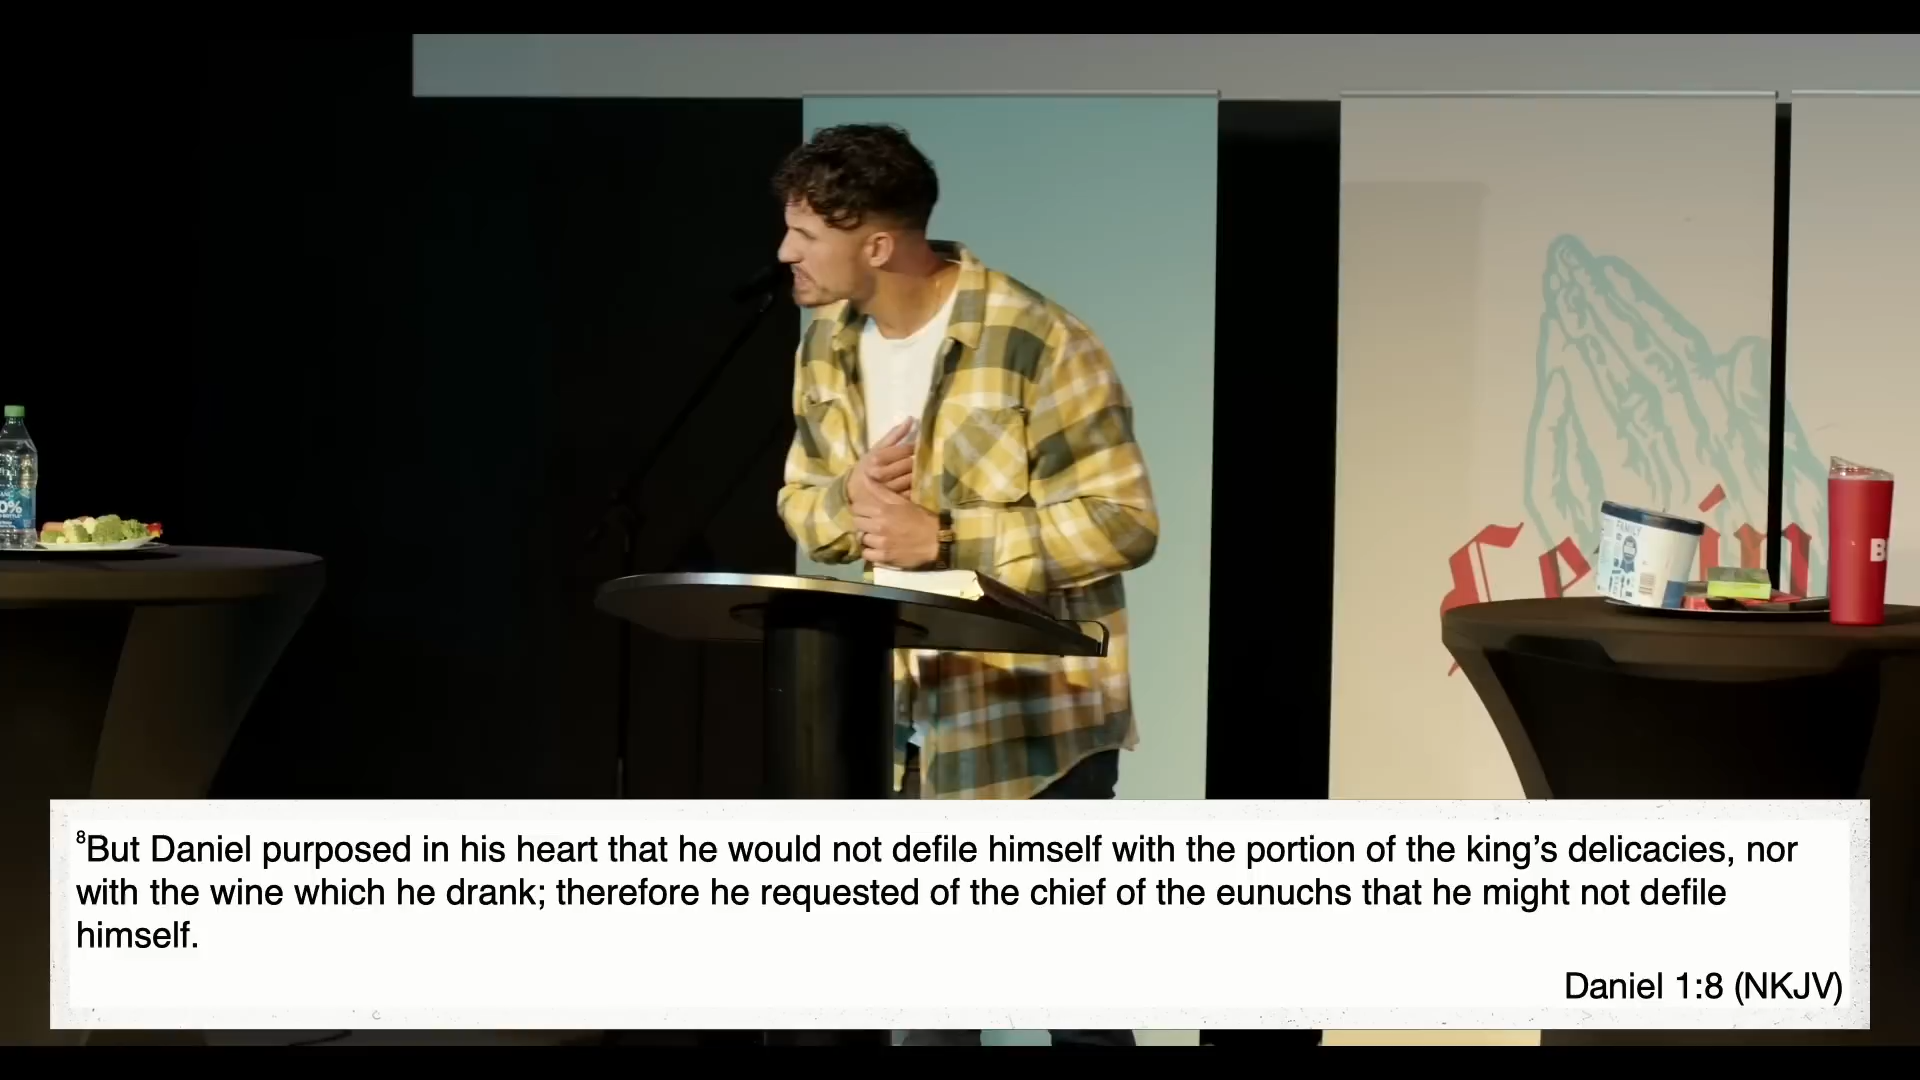 FAMILY
0%
B
⁸But Daniel purposed in his heart that he would not defile himself with the portion of the king’s delicacies, nor
with the wine which he drank; therefore he requested of the chief of the eunuchs that he might not defile
himself.
Daniel 1:8 (NKJV)